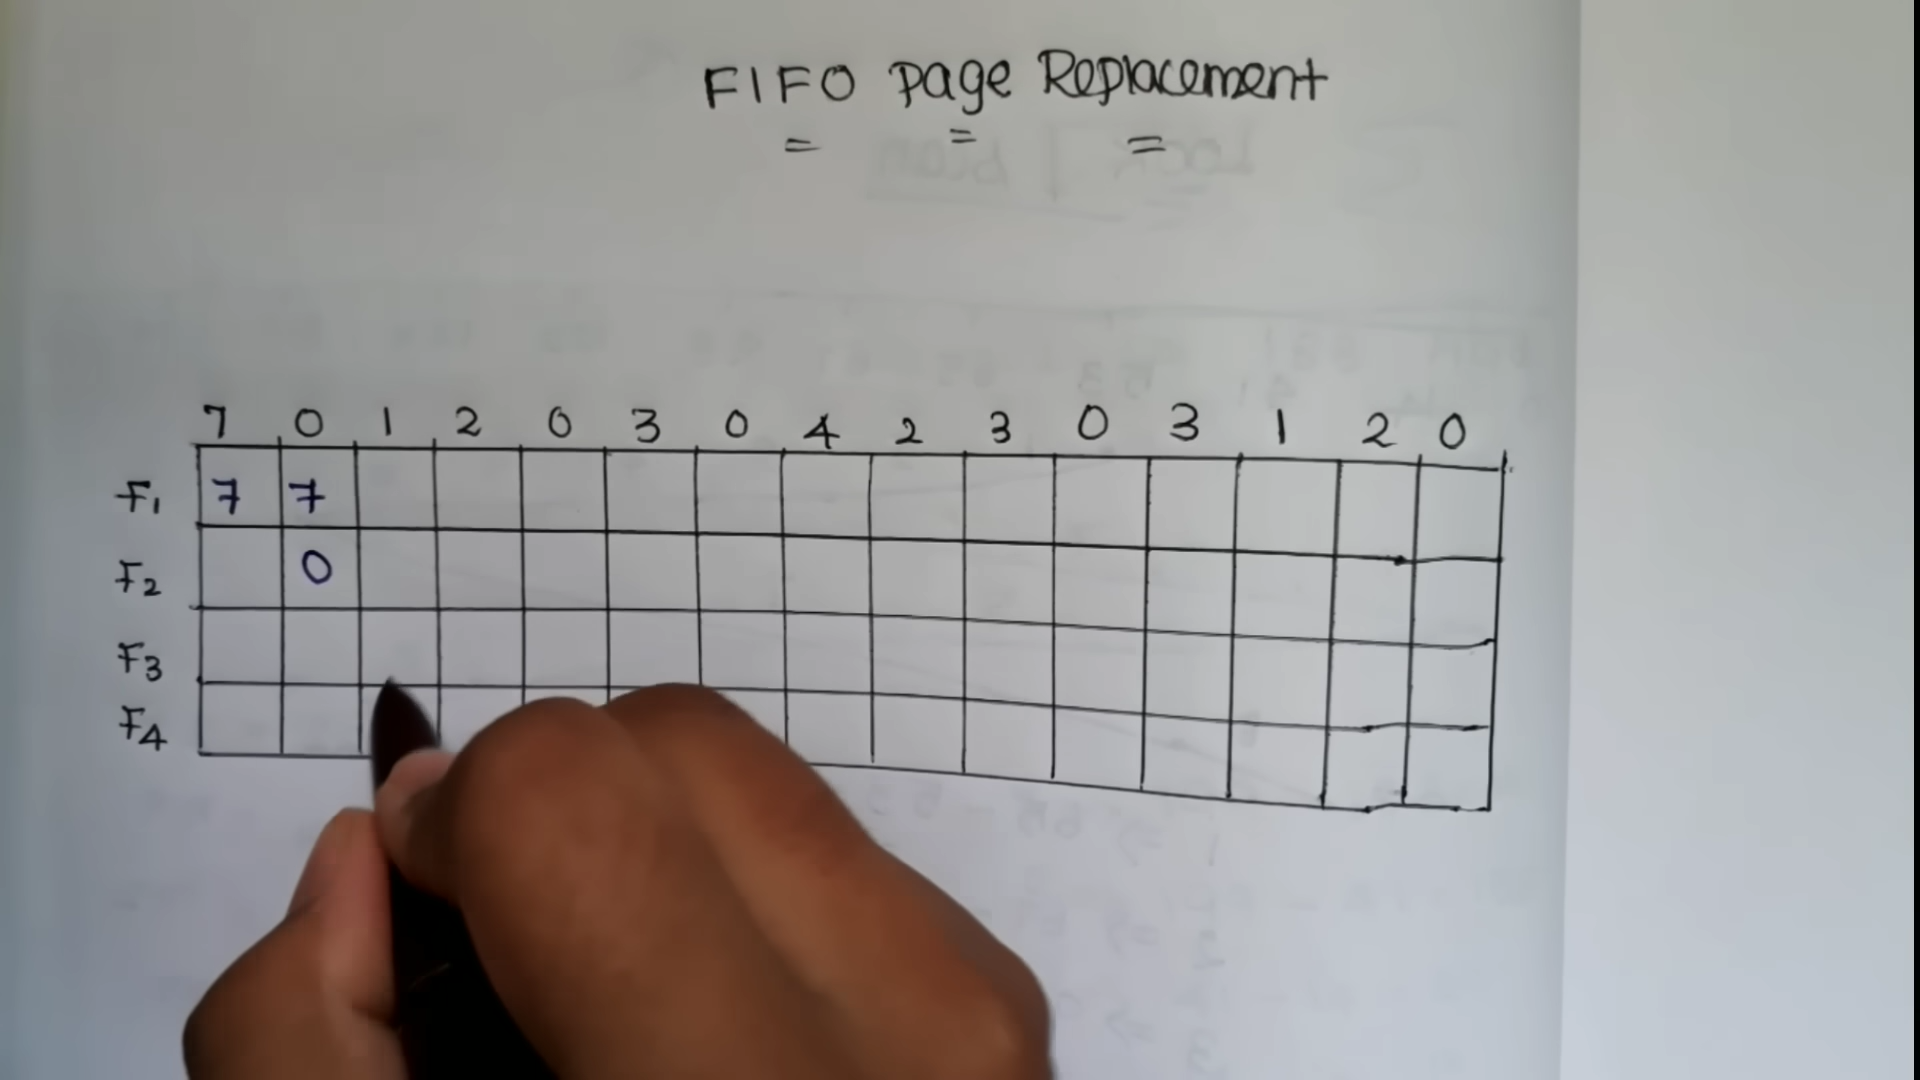 FIFO Page Replacement
7 0 1 2 0 3 0 4 2 3 0 3 1 2 0
F1 7 7
F2 0
F3
F4